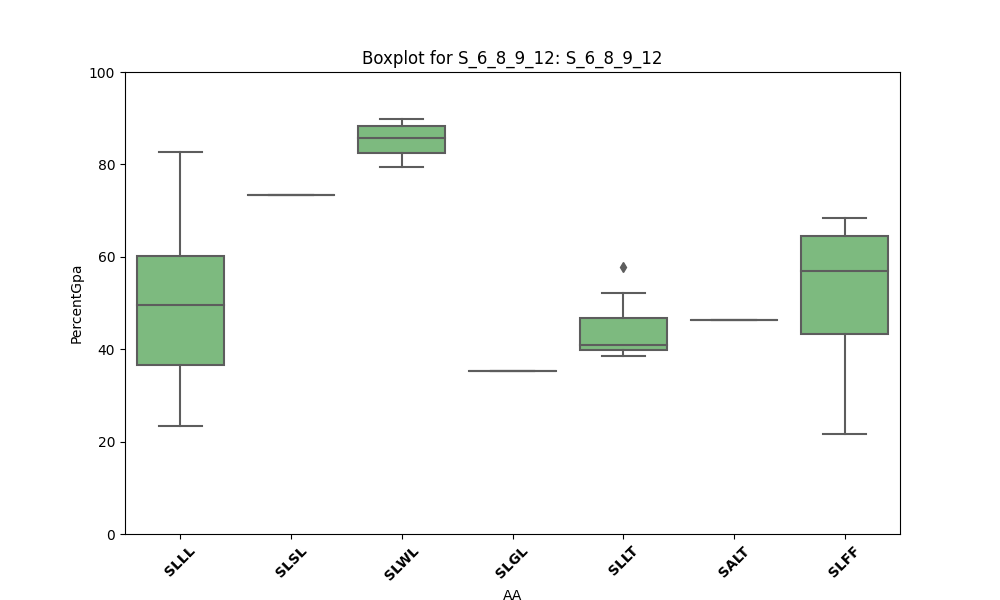 Boxplot for S_6_8_9_12: S_6_8_9_12
100
80
60
40
20
0
PercentGpa
SLLL
SLSL
SLWL
SLGL
SLLT
SALT
SLFF
AA